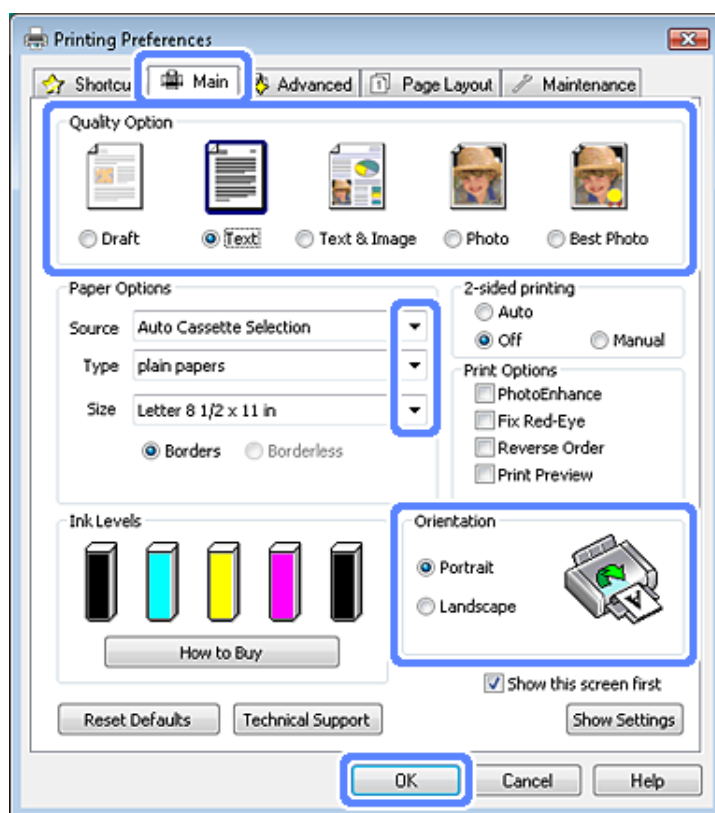 Printing Preferences
Shortcu Main Advanced 1 Page Layout Maintenance
Quality Option
Draft Text Text & Image Photo Best Photo
Paper Options
Source Auto Cassette Selection
Type plain papers
Size Letter 8 1/2 x 11 in
Borders Borderless
2-sided printing
Auto
Off Manual
Print Options
PhotoEnhance
Fix Red-Eye
Reverse Order
Print Preview
Ink Levels
How to Buy
Orientation
Portrait
Landscape
A
Show this screen first
Reset Defaults Technical Support Show Settings
OK Cancel Help